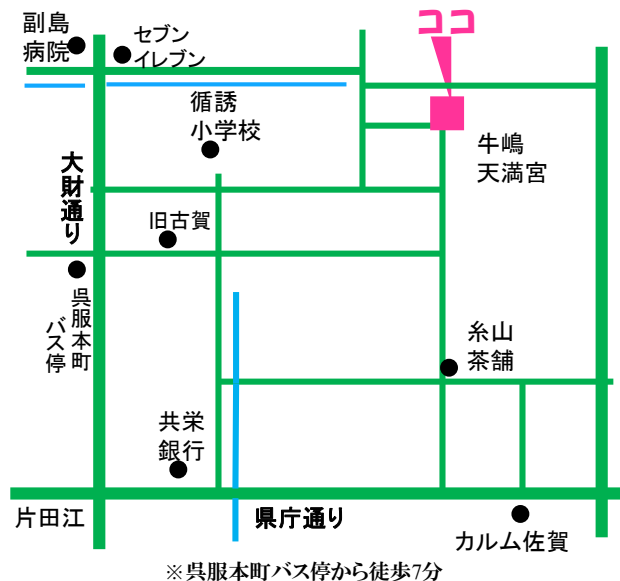 副島
病院
セブン
イレブン
ココ
循誘
小学校
牛嶋
天満宮
大財通り
旧古賀
呉服本町
バス停
糸山
茶舗
共栄
銀行
片田江
県庁通り
カルム佐賀
※呉服本町バス停から徒歩7分